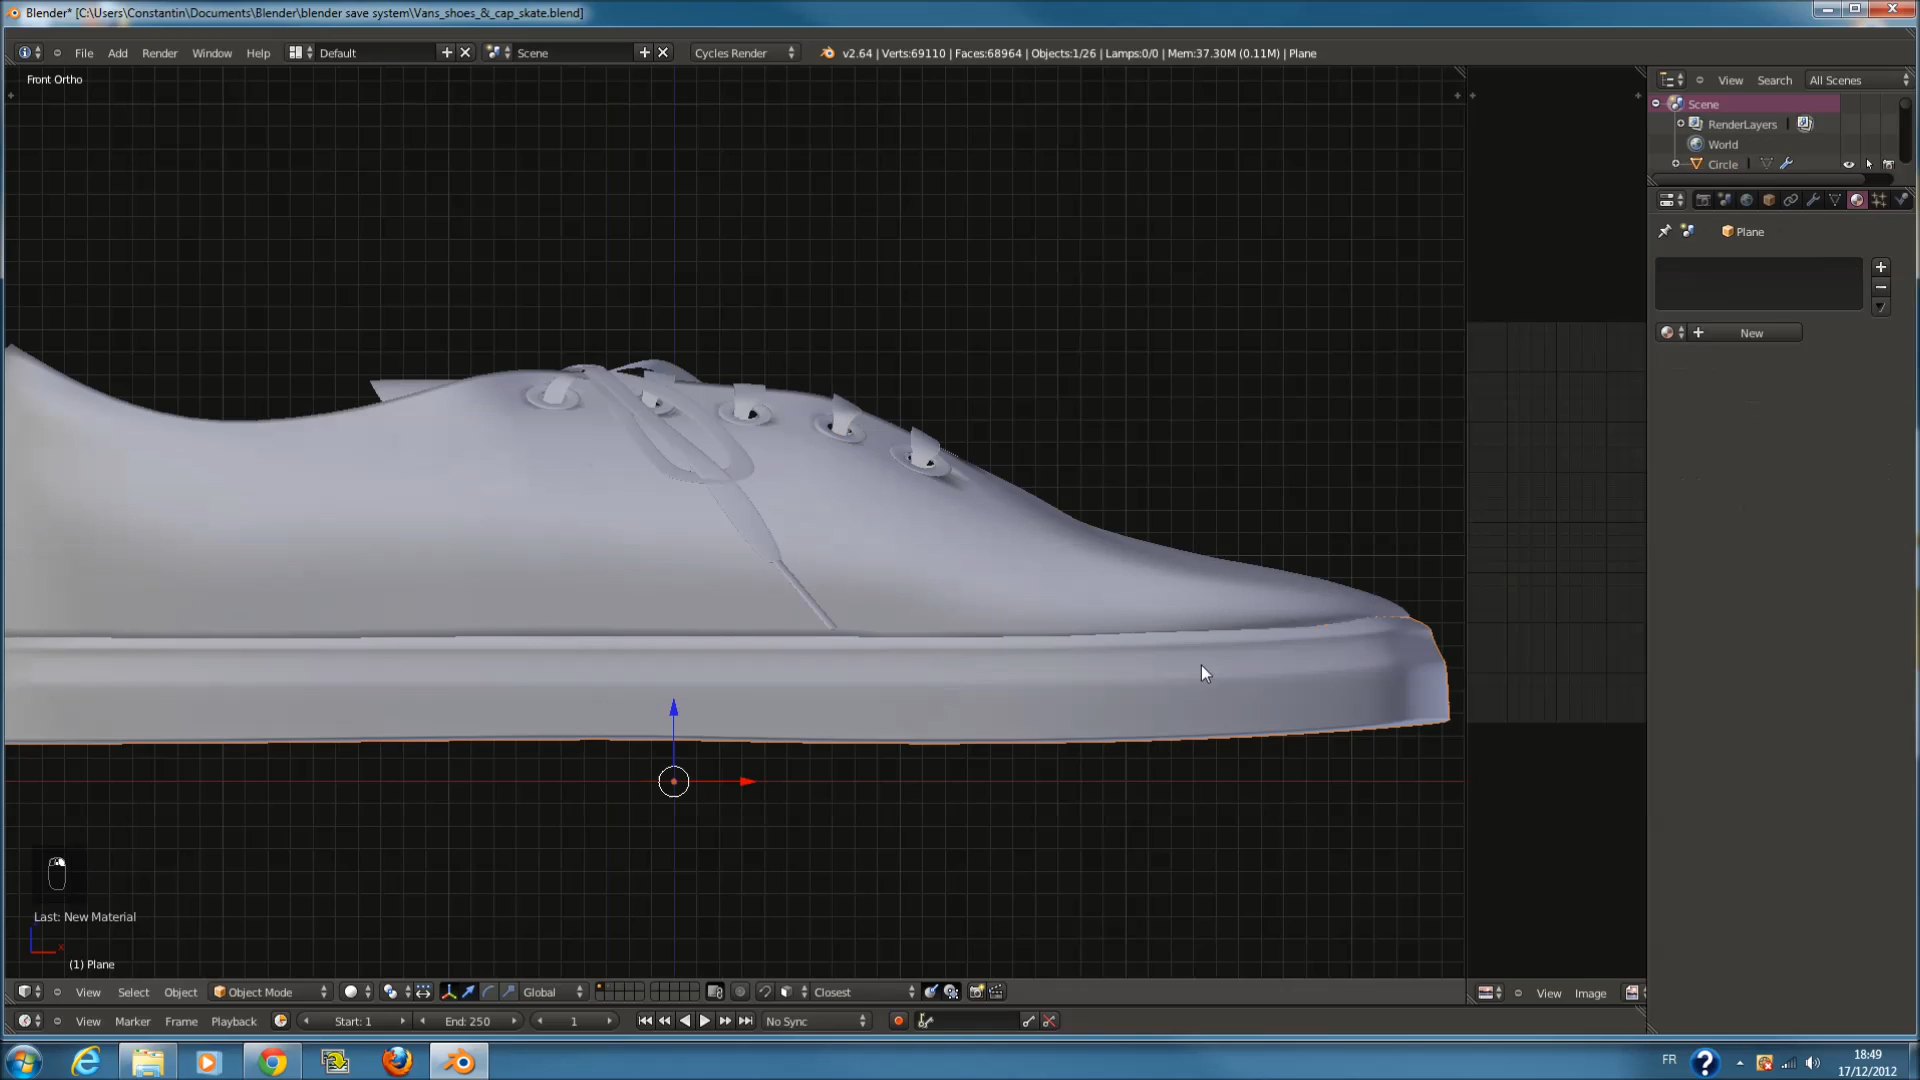 Blender* [C:\Users\Constantin\Documents\Blender\blender save system\Vans_shoes_&_cap_skate.blend]
File Add Render Window Help Default Scene Cycles Render v2.64 | Verts:69110 | Faces:68964 | Objects:1/26 | Lamps:0/0 | Mem:37.30M (0.11M) | Plane
Front Ortho
View Search All Scenes
Scene
RenderLayers
World
Circle
Plane
New
Last: New Material
x
(1) Plane
View Select Object Object Mode Global Closest
View Image
View Marker Frame Playback Start: 1 End: 250 1 No Sync
FR
18:49
17/12/2012